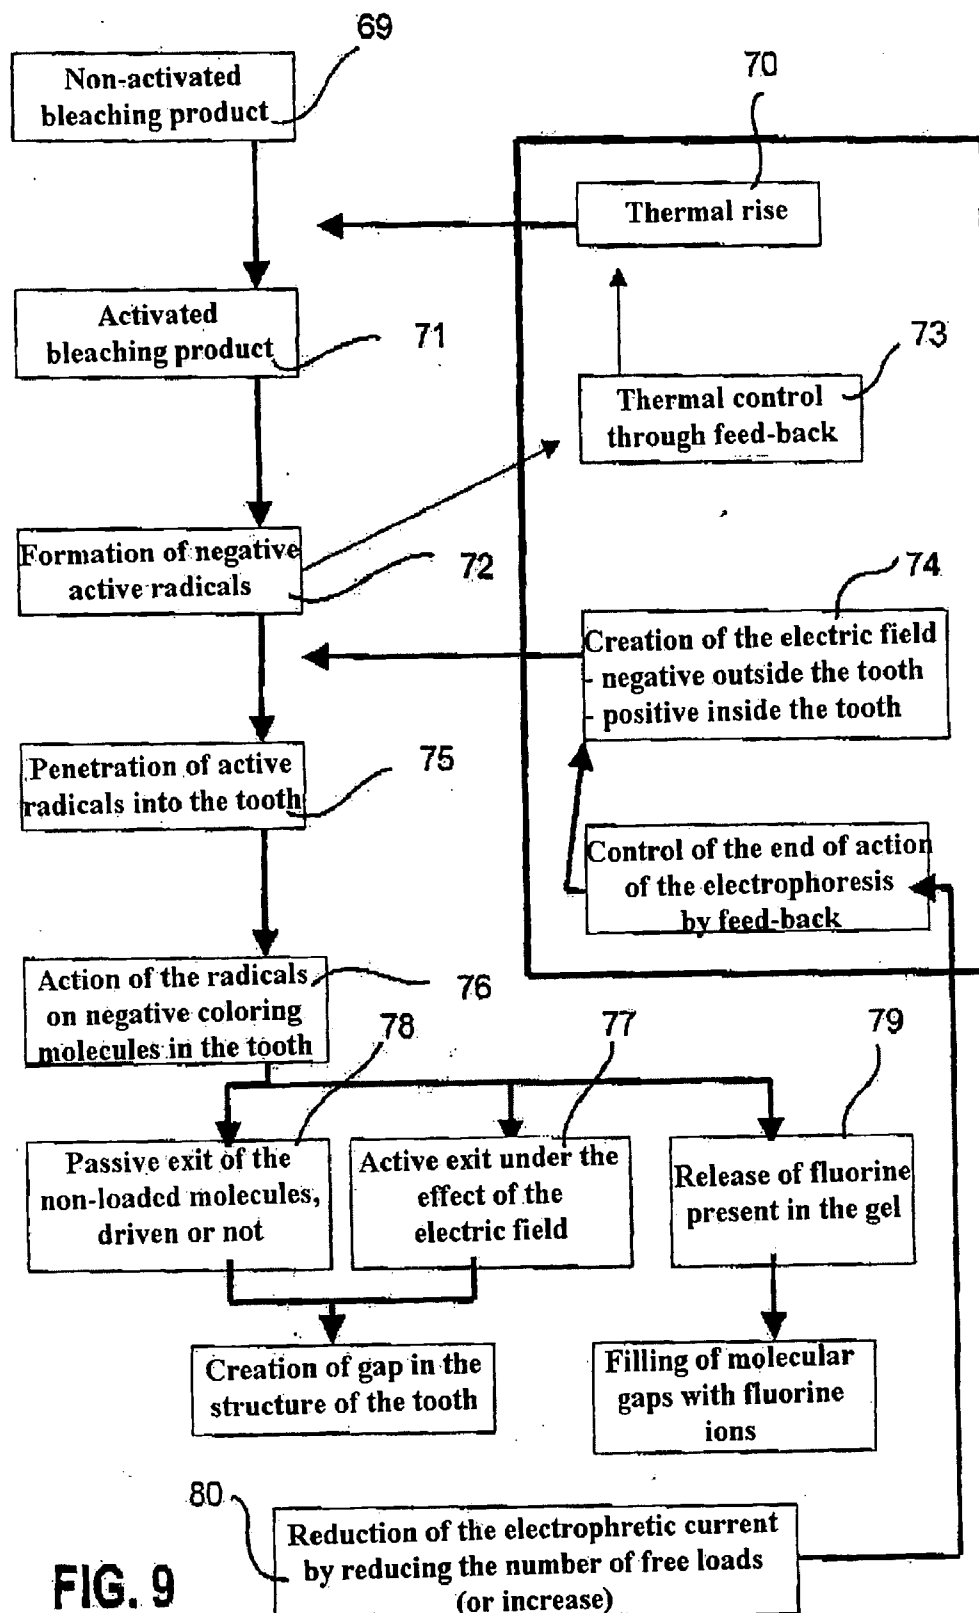 69
Non-activated
bleaching product
70
Thermal rise
Activated
bleaching product
71
73
Thermal control
through feed-back
Formation of negative
active radicals
72
74
Creation of the electric field
- negative outside the tooth
- positive inside the tooth
Penetration of active
radicals into the tooth
75
Control of the end of action
of the electrophoresis
by feed-back
Action of the radicals
on negative coloring
molecules in the tooth
76
78
77
79
Passive exit of the
non-loaded molecules,
driven or not
Active exit under the
effect of the
electric field
Release of fluorine
present in the gel
Creation of gap in the
structure of the tooth
Filling of molecular
gaps with fluorine
ions
80
Reduction of the electrophretic current
by reducing the number of free loads
(or increase)
FIG. 9